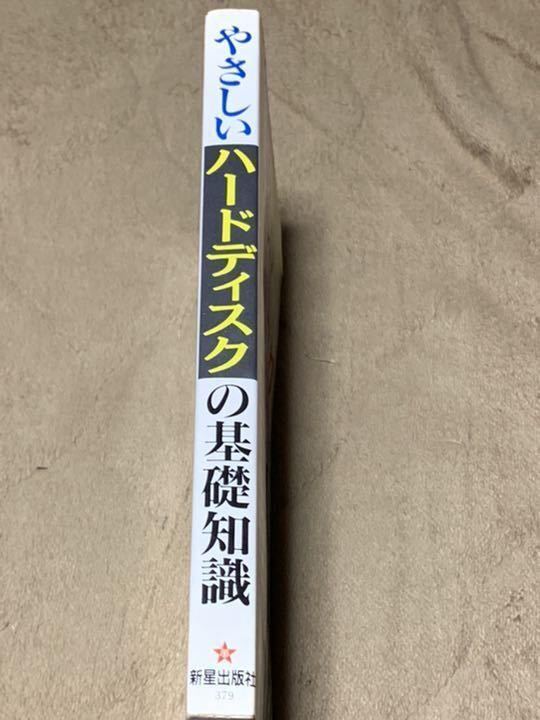 やさしい
ハードディスク
の基礎知識
新星出版社
379